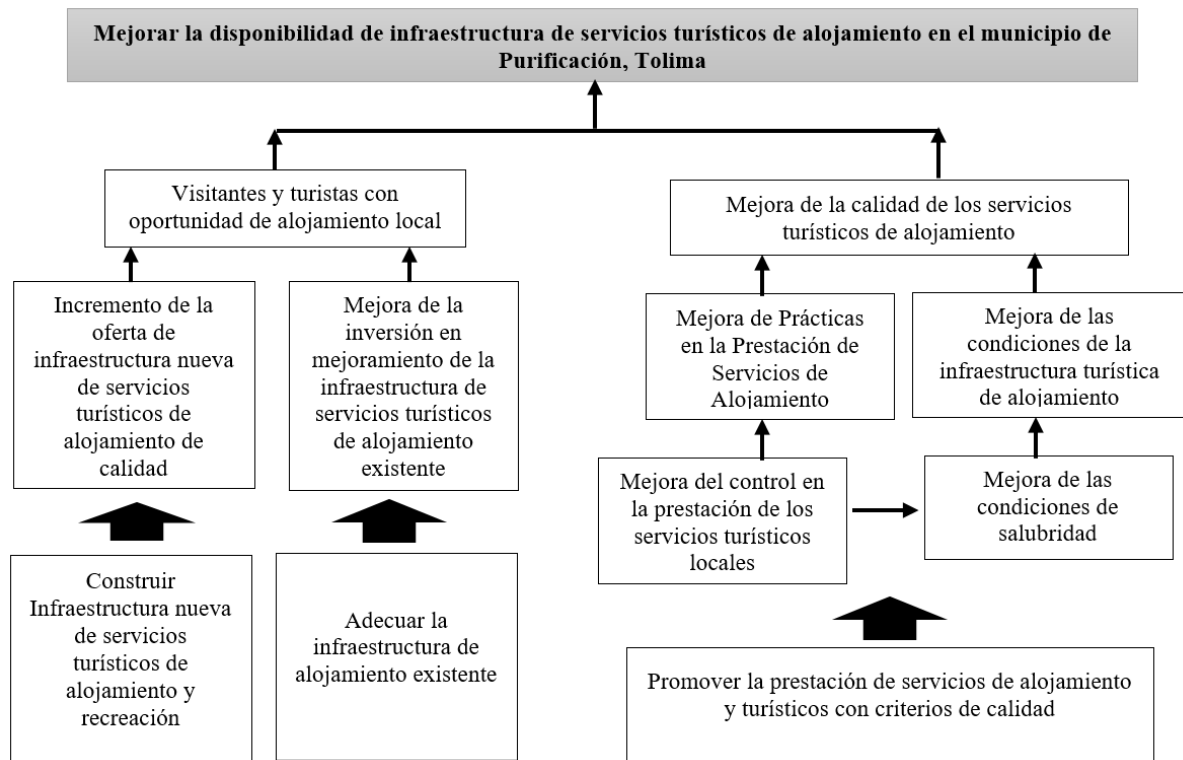 Mejorar la disponibilidad de infraestructura de servicios turísticos de alojamiento en el municipio de
Purificación, Tolima
Visitantes y turistas con
oportunidad de alojamiento local
Mejora de la calidad de los servicios
turísticos de alojamiento
Incremento de la
oferta de
infraestructura nueva
de servicios
turísticos de
alojamiento de
calidad
Mejora de la
inversión en
mejoramiento de la
infraestructura de
servicios turísticos
de alojamiento
existente
Mejora de Prácticas
en la Prestación de
Servicios de
Alojamiento
Mejora de las
condiciones de la
infraestructura turística
de alojamiento
Mejora del control en
la prestación de los
servicios turísticos
locales
Mejora de las
condiciones de
salubridad
Construir
Infraestructura nueva
de servicios
turísticos de
alojamiento y
recreación
Adecuar la
infraestructura de
alojamiento existente
Promover la prestación de servicios de alojamiento
y turísticos con criterios de calidad